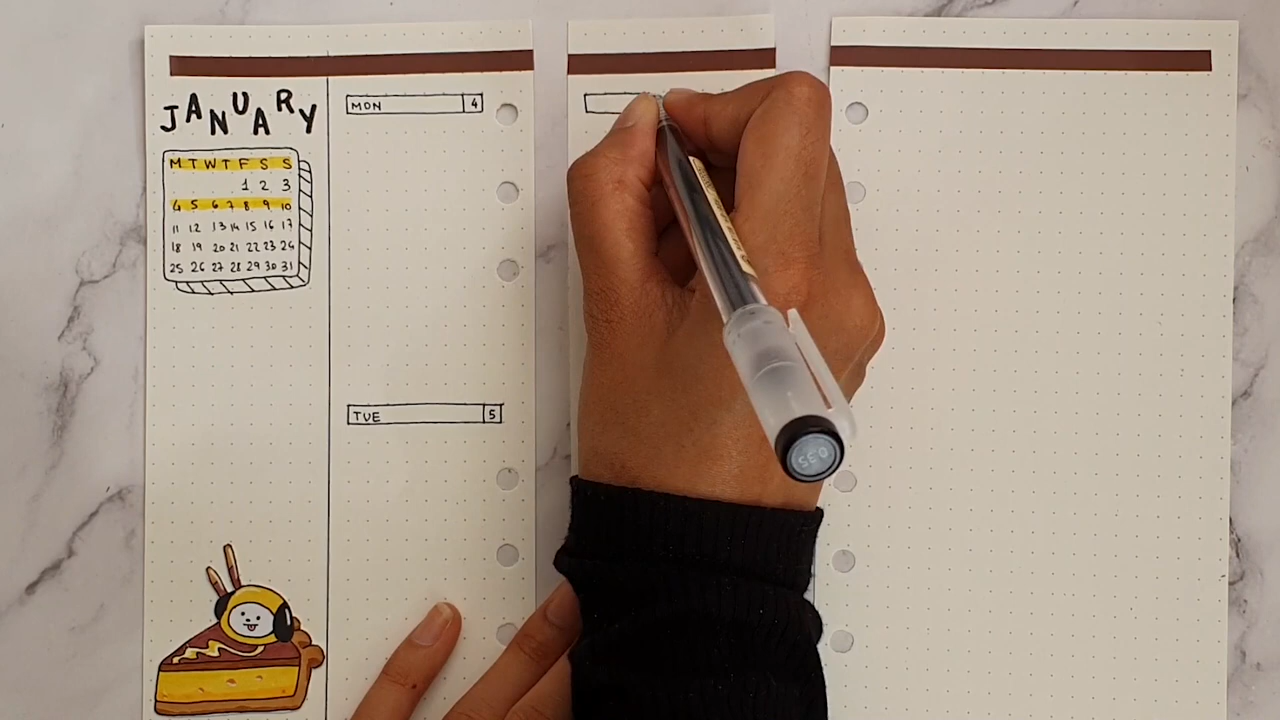 JANUARY
M T W T F S S
1 2 3
4 5 6 7 8 9 10
11 12 13 14 15 16 17
18 19 20 21 22 23 24
25 26 27 28 29 30 31
MON 4
TUE 5
0.35